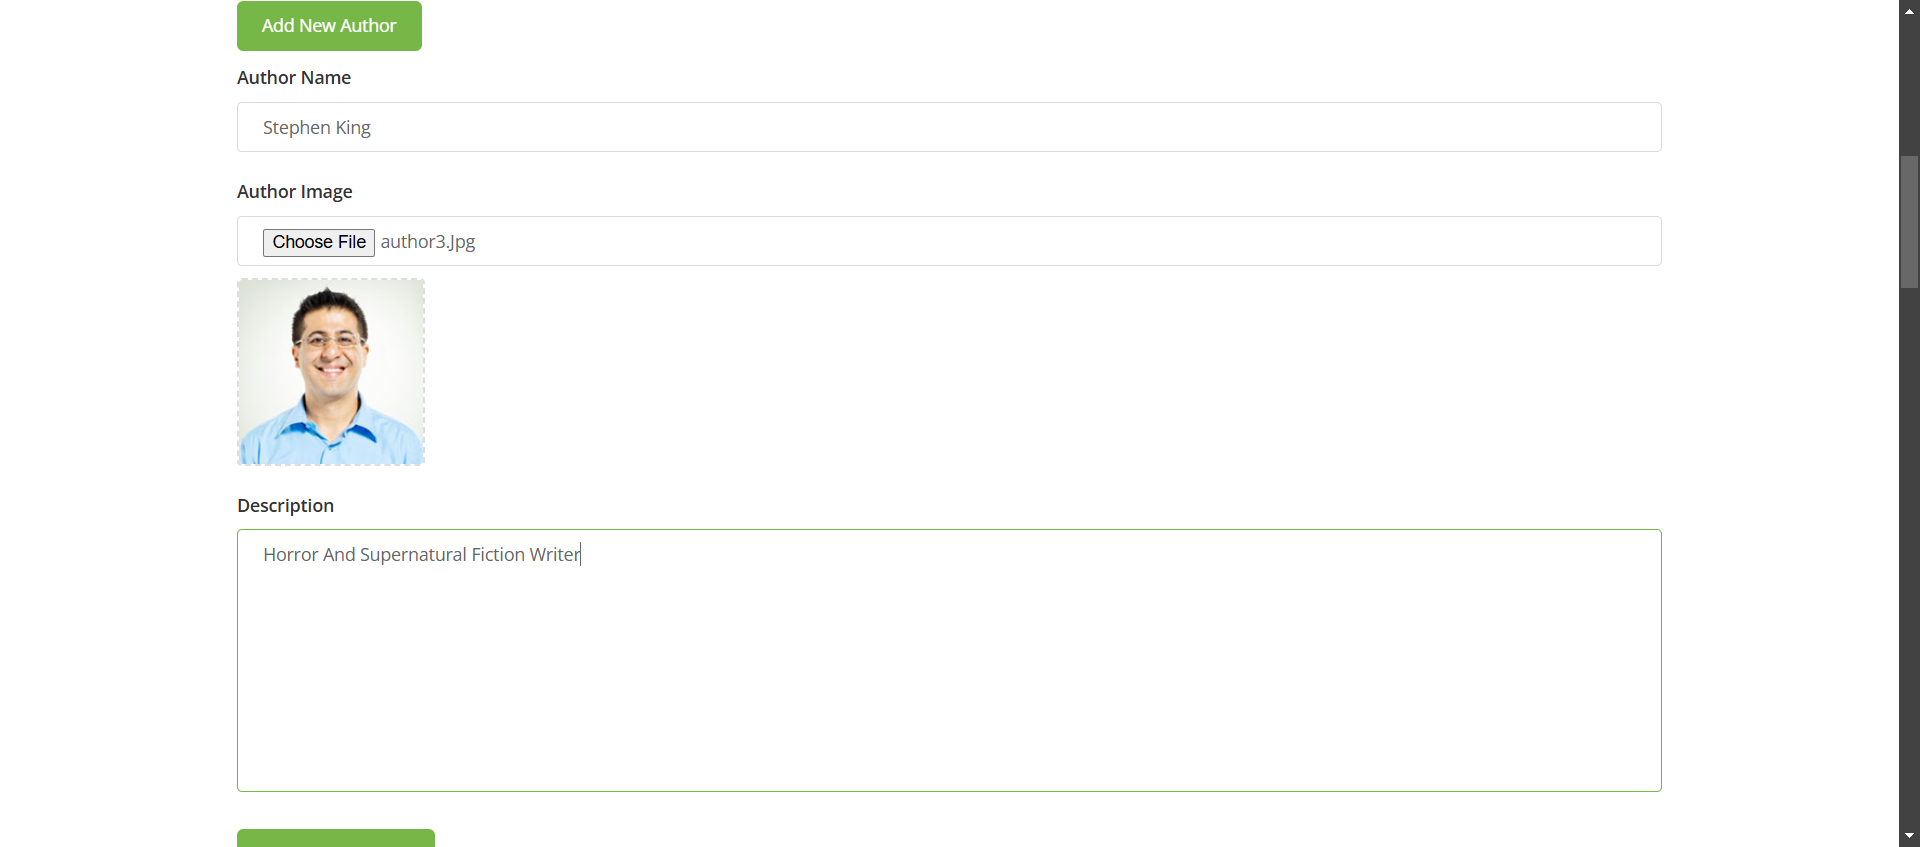 Add New Author
Author Name
Stephen King
Author Image
Choose File author3.Jpg
Description
Horror And Supernatural Fiction Writer